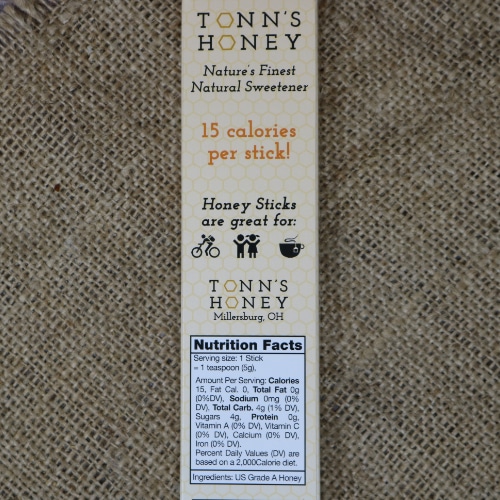 TONN'S
HONEY
Nature's Finest
Natural Sweetener
15 calories
per stick!
Honey Sticks
are great for:
TONN'S
HONEY
Millersburg, OH
Nutrition Facts
Serving size: 1 Stick
= 1 teaspoon (5g),
Amount Per Serving: Calories
15, Fat Cal. 0, Total Fat 0g
(0%DV), Sodium 0mg (0%
DV), Total Carb. 4g (1% DV),
Sugars 4g, Protein 0g,
Vitamin A (0% DV), Vitamin C
(0% DV), Calcium (0% DV),
Iron (0% DV).
Percent Daily Values (DV) are
based on a 2,000Calorie diet.
Ingredients: US Grade A Honey